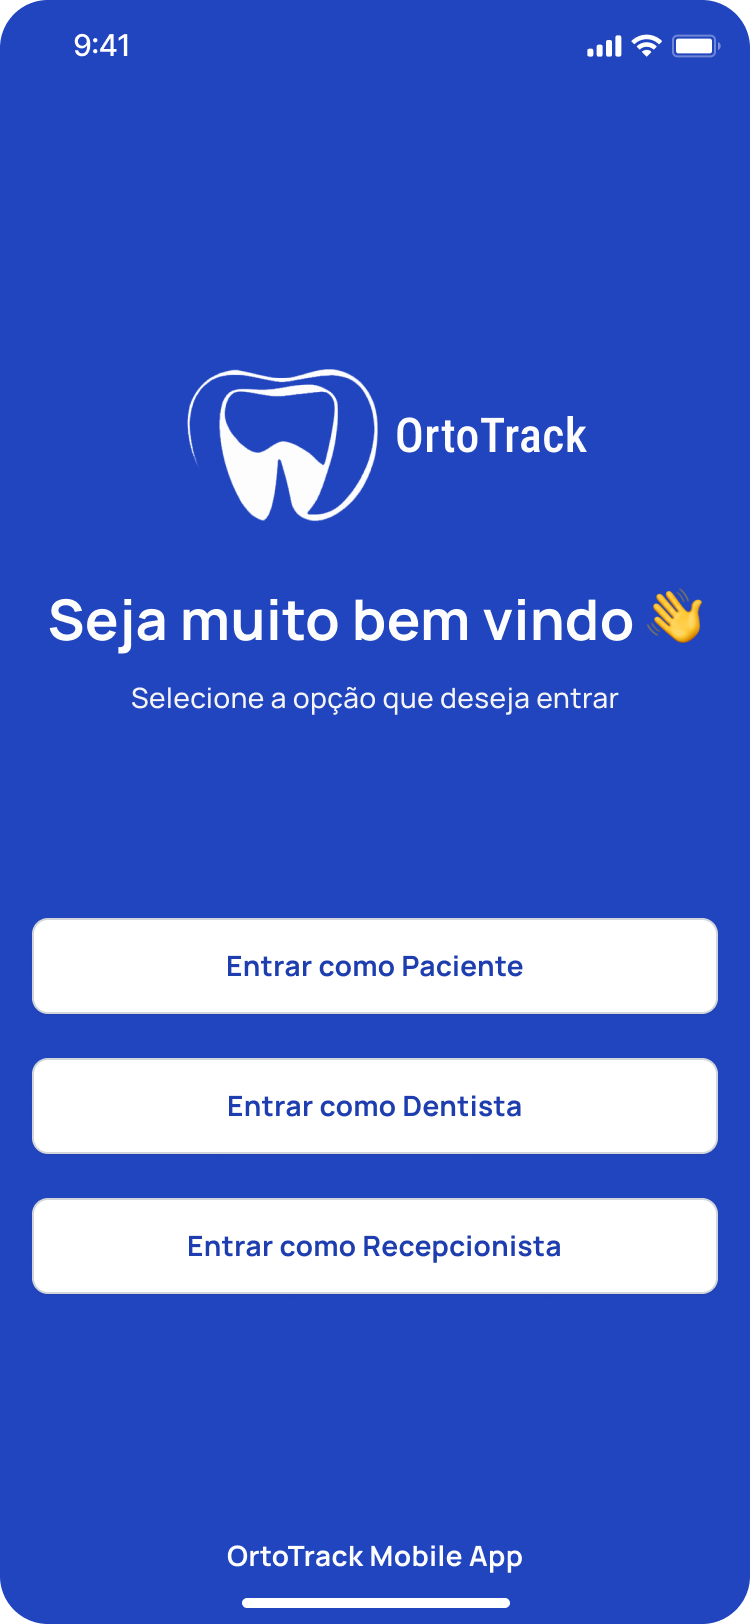 9:41
OrtoTrack
Seja muito bem vindo 👋
Selecione a opção que deseja entrar
Entrar como Paciente
Entrar como Dentista
Entrar como Recepcionista
OrtoTrack Mobile App